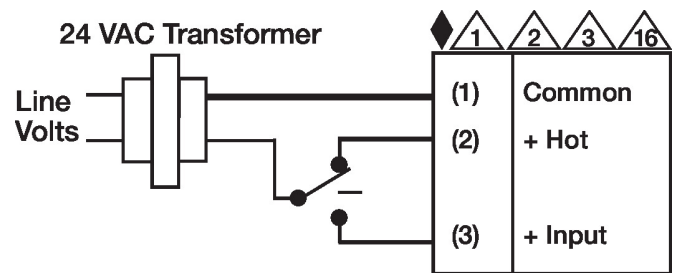 24 VAC Transformer
1 2 3 16
Line
Volts
(1) Common
(2) + Hot
(3) + Input